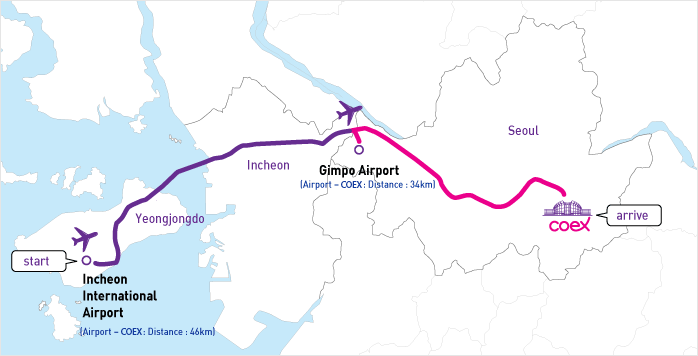 Seoul
Incheon
Gimpo Airport
(Airport – COEX : Distance : 34km)
Yeongjongdo
coex
arrive
start
Incheon
International
Airport
(Airport – COEX : Distance : 46km)